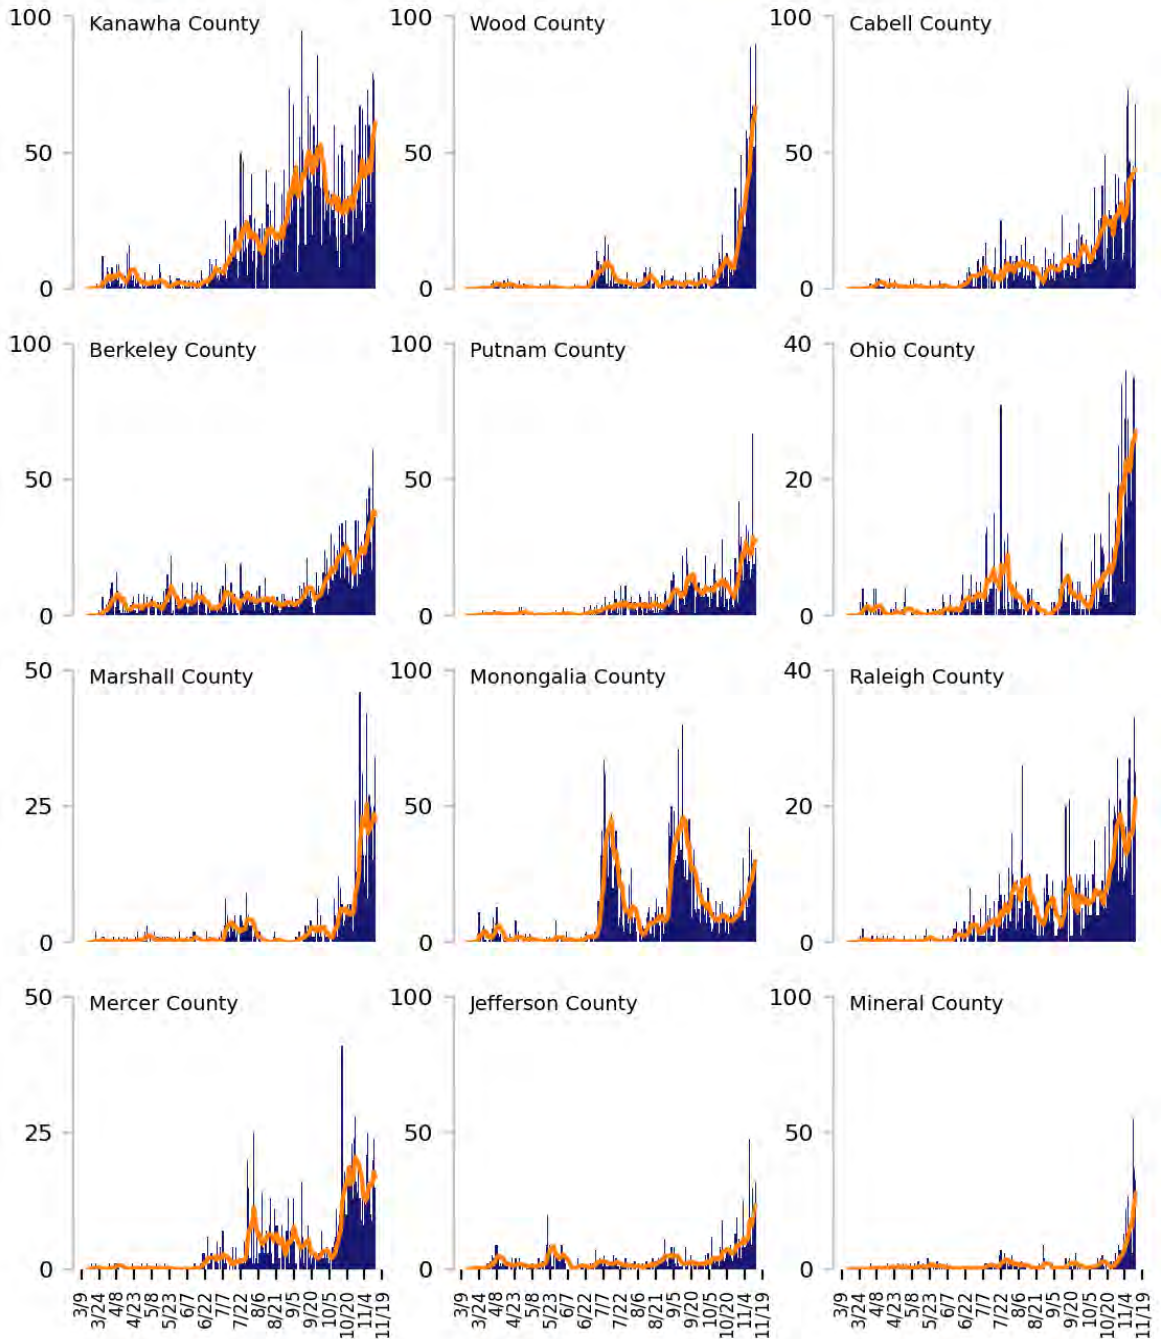 100 Kanawha County 100 Wood County 100 Cabell County
50 50 50
0 0 0
100 Berkeley County 100 Putnam County 40 Ohio County
50 50 20
0 0 0
50 Marshall County 100 Monongalia County 40 Raleigh County
25 50 20
0 0 0
50 Mercer County 100 Jefferson County 100 Mineral County
25 50 50
0 0 0
3/9 3/24 4/8 4/23 5/8 5/23 6/7 6/22 7/7 7/22 8/6 8/21 9/5 9/20 10/5 10/20 11/4 11/19 3/9 3/24 4/8 4/23 5/8 5/23 6/7 6/22 7/7 7/22 8/6 8/21 9/5 9/20 10/5 10/20 11/4 11/19 3/9 3/24 4/8 4/23 5/8 5/23 6/7 6/22 7/7 7/22 8/6 8/21 9/5 9/20 10/5 10/20 11/4 11/19